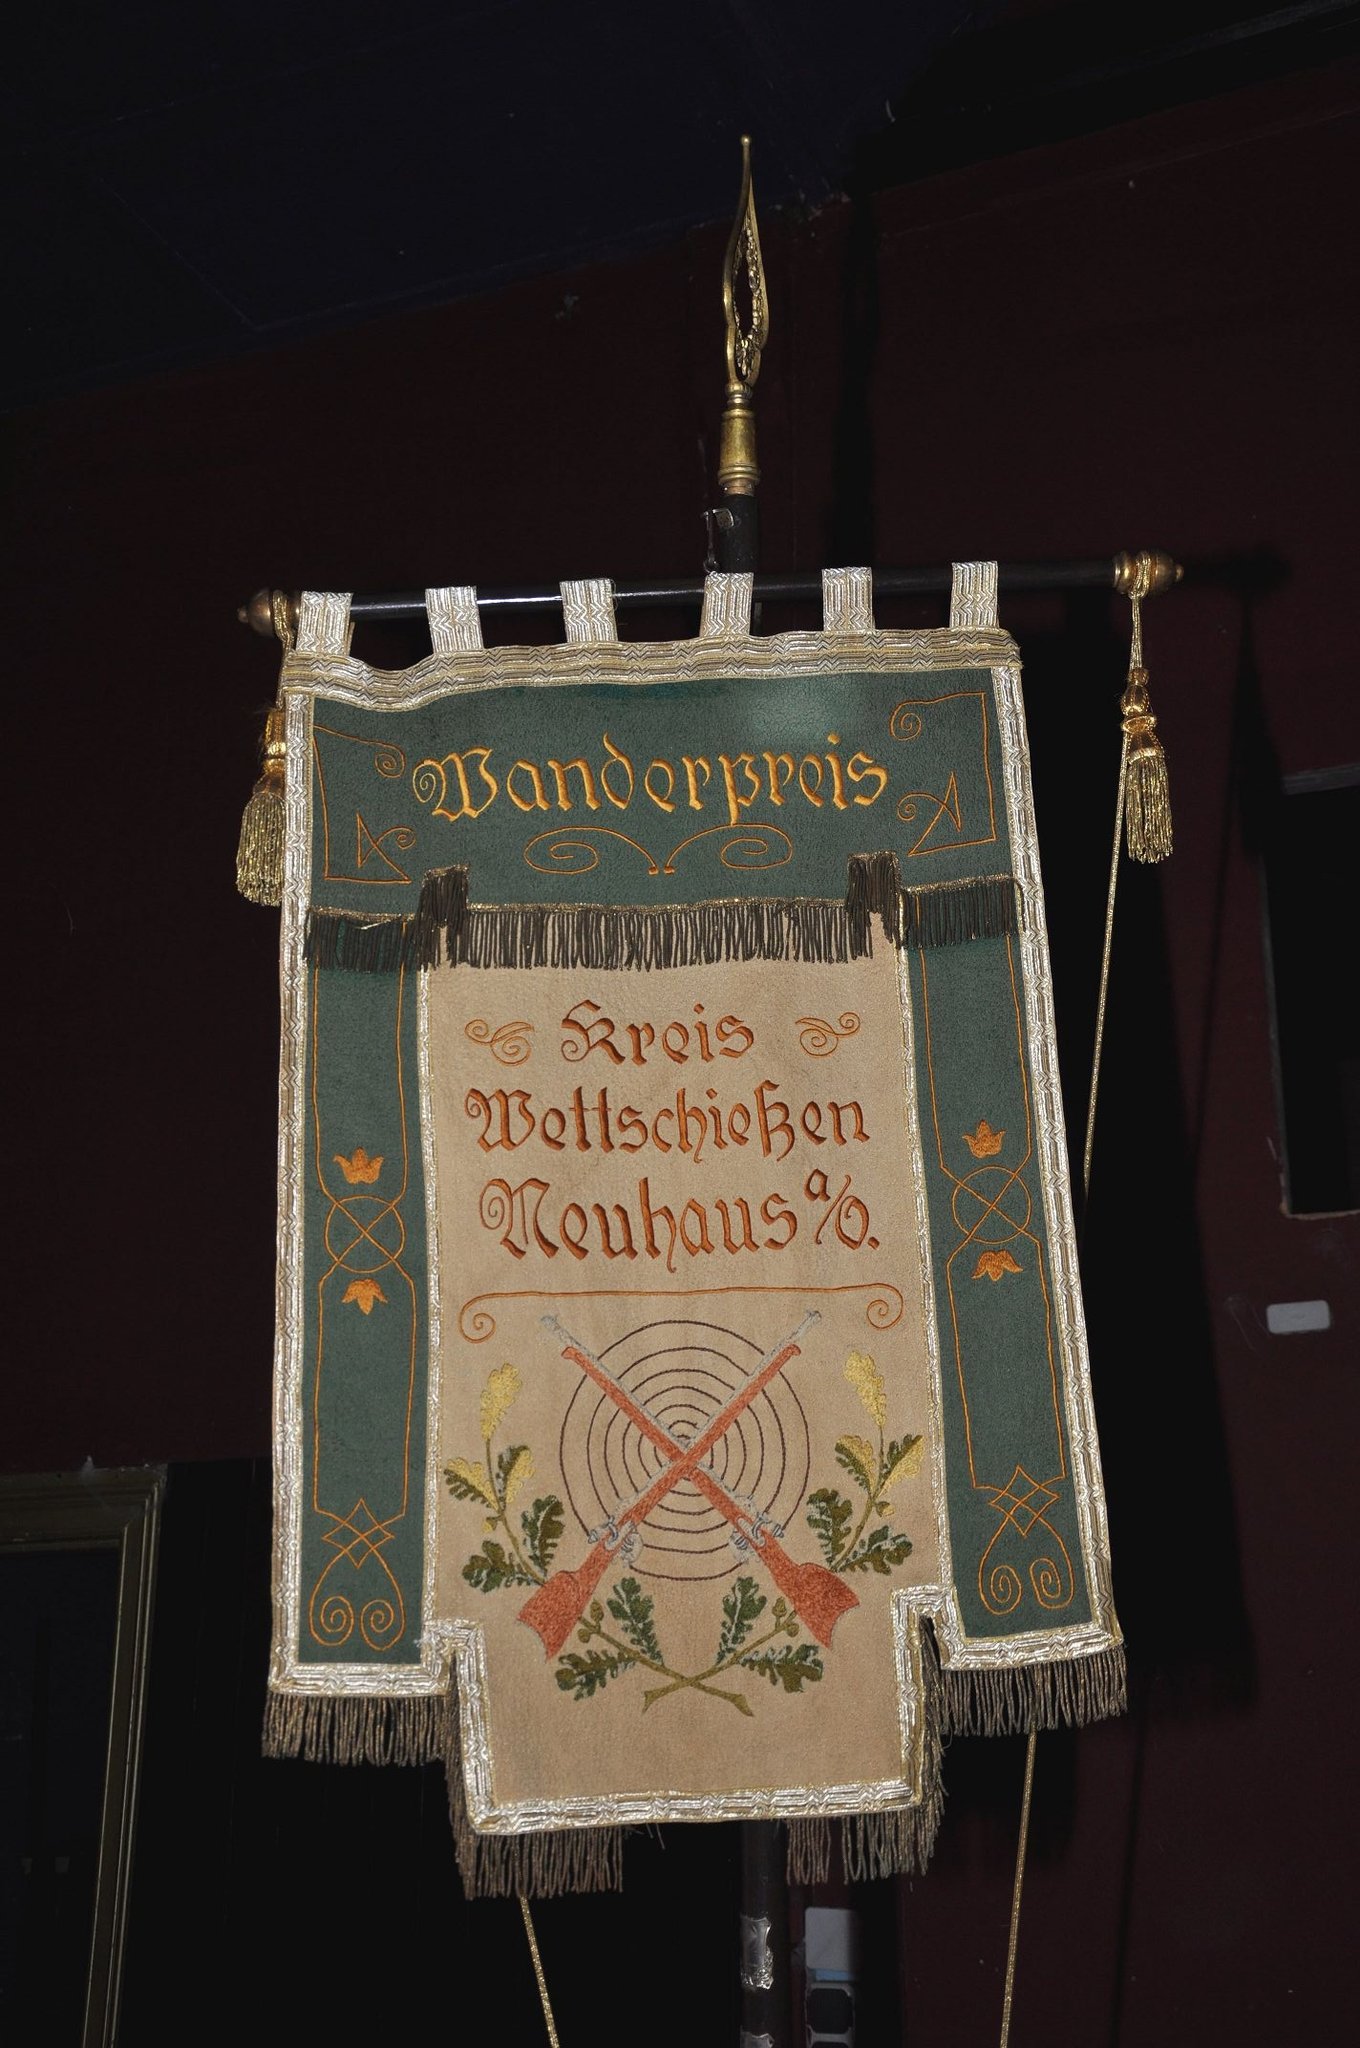 Wanderpreis
Kreis
Wettschießen
Neuhaus a/O.